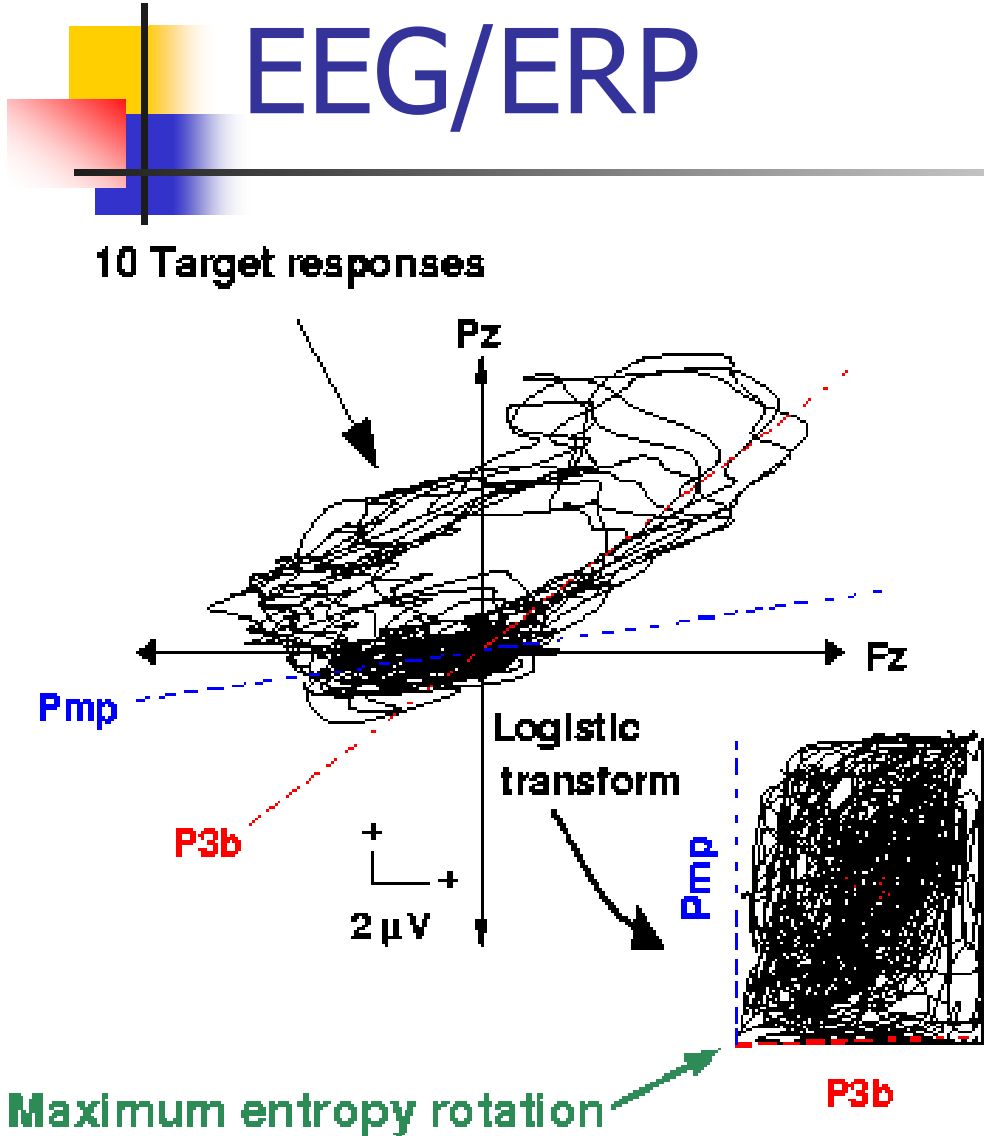 EEG/ERP
10 Target responses
Pz
Fz
Pmp
Logistic
transform
P3b
+
+
2 µV
Pmp
P3b
Maximum entropy rotation